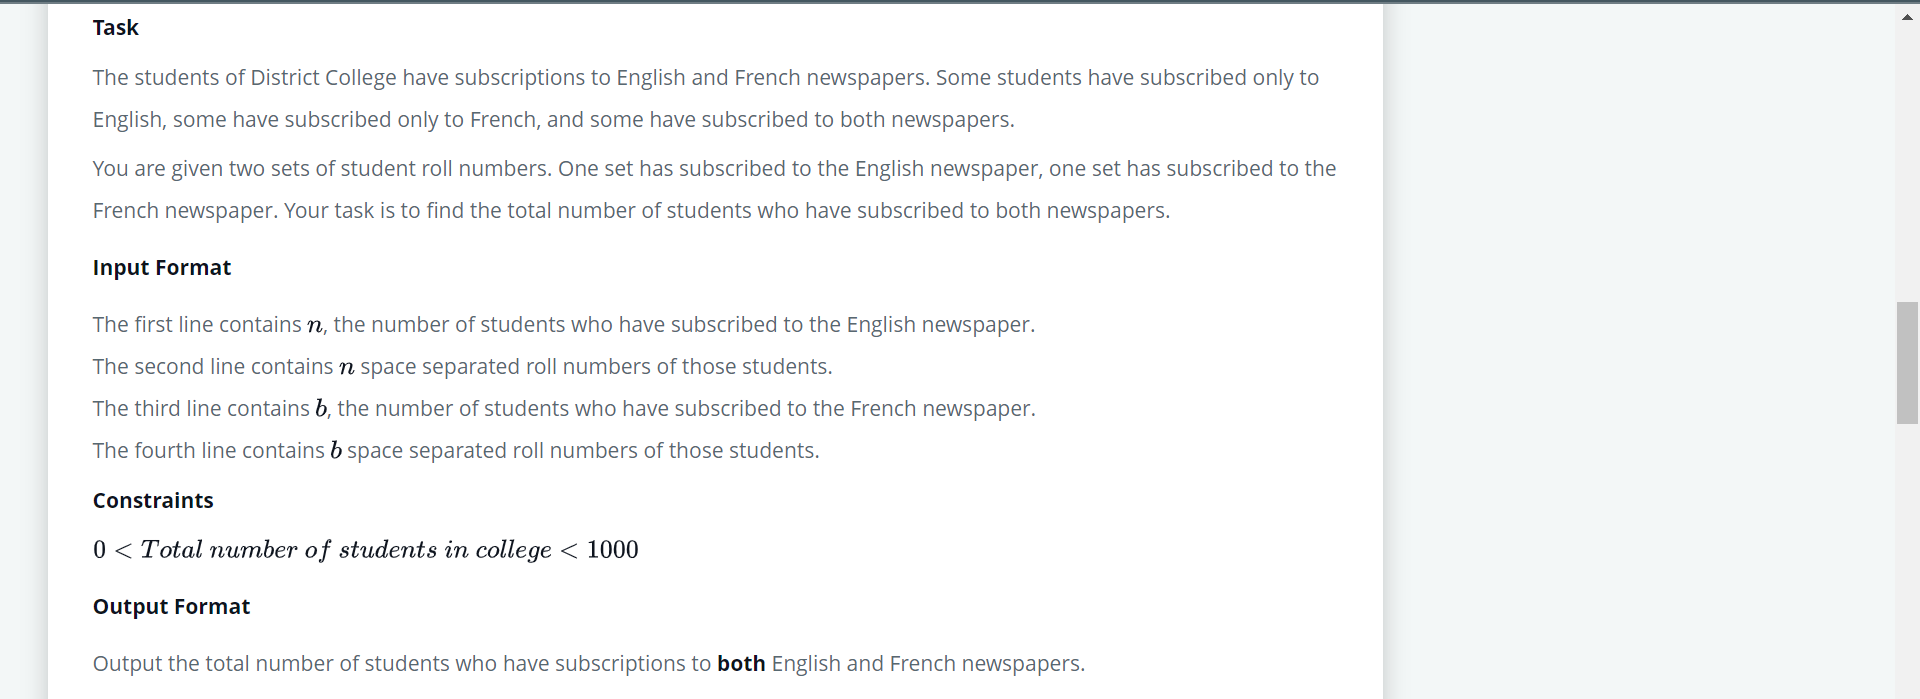 Task
The students of District College have subscriptions to English and French newspapers. Some students have subscribed only to
English, some have subscribed only to French, and some have subscribed to both newspapers.
You are given two sets of student roll numbers. One set has subscribed to the English newspaper, one set has subscribed to the
French newspaper. Your task is to find the total number of students who have subscribed to both newspapers.
Input Format
The first line contains n, the number of students who have subscribed to the English newspaper.
The second line contains n space separated roll numbers of those students.
The third line contains b, the number of students who have subscribed to the French newspaper.
The fourth line contains b space separated roll numbers of those students.
Constraints
0 < Total number of students in college < 1000
Output Format
Output the total number of students who have subscriptions to both English and French newspapers.